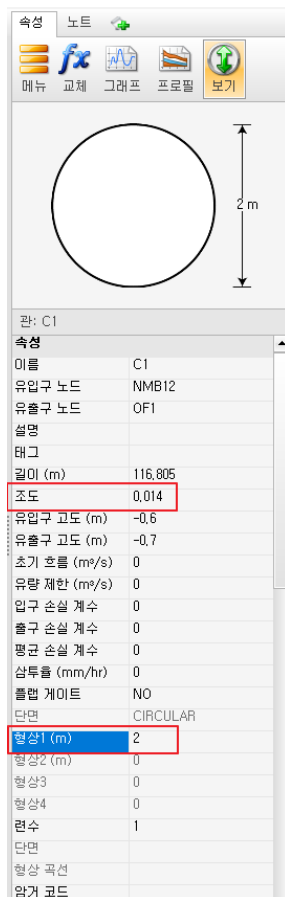 속성 노트
메뉴 교체 그래프 프로필 보기
2 m
관: C1
속성
이름 C1
유입구 노드 NMB12
유출구 노드 OF1
설명
태그
길이 (m) 116,805
조도 0,014
유입구 고도 (m) -0,6
유출구 고도 (m) -0,7
초기 흐름 (m³/s) 0
유량 제한 (m³/s) 0
입구 손실 계수 0
출구 손실 계수 0
평균 손실 계수 0
삼투율 (mm/hr) 0
플랩 게이트 NO
단면 CIRCULAR
형상1 (m) 2
형상2 (m) 0
형상3 0
형상4 0
련수 1
단면
형상 곡선
암거 코드